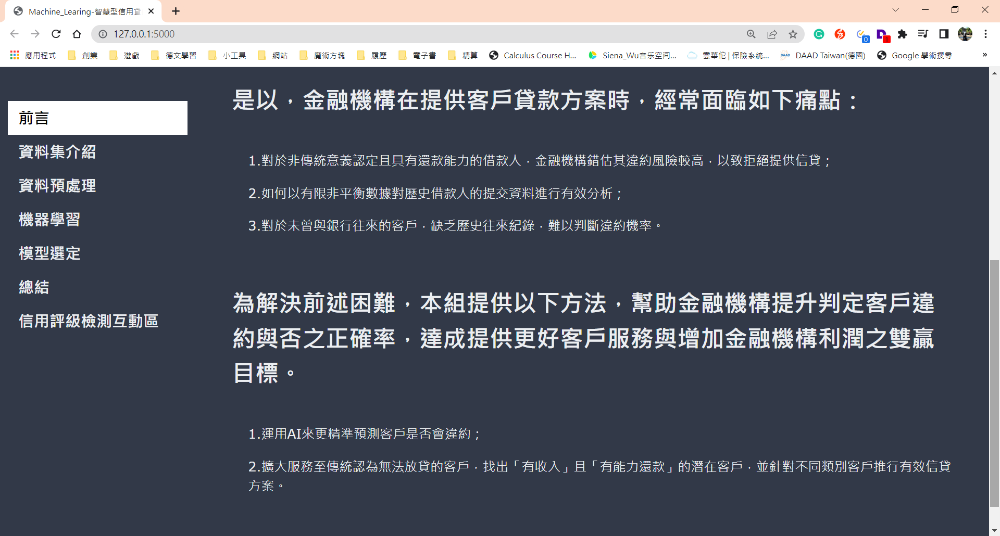 Machine_Learing-智慧型信用貸
127.0.0.1:5000
0
1
應用程式
創業
遊戲
德文學習
小工具
網站
魔術方塊
履歷
電子書
精算
Calculus Course H...
Siena_Wu音乐空间...
雲華佗 | 保險系統...
DAAD
DAAD Taiwan(德國)
Google 學術搜尋
»
前言
資料集介紹
資料預處理
機器學習
模型選定
總結
信用評級檢測互動區
是以，金融機構在提供客戶貸款方案時，經常面臨如下痛點：
1.對於非傳統意義認定且具有還款能力的借款人，金融機構錯估其違約風險較高，以致拒絕提供信貸；
2.如何以有限非平衡數據對歷史借款人的提交資料進行有效分析；
3.對於未曾與銀行往來的客戶，缺乏歷史往來紀錄，難以判斷違約機率。
為解決前述困難，本組提供以下方法，幫助金融機構提升判定客戶違
約與否之正確率，達成提供更好客戶服務與增加金融機構利潤之雙贏
目標。
1.運用AI來更精準預測客戶是否會違約；
2.擴大服務至傳統認為無法放貸的客戶，找出「有收入」且「有能力還款」的潛在客戶，並針對不同類別客戶推行有效信貸
方案。